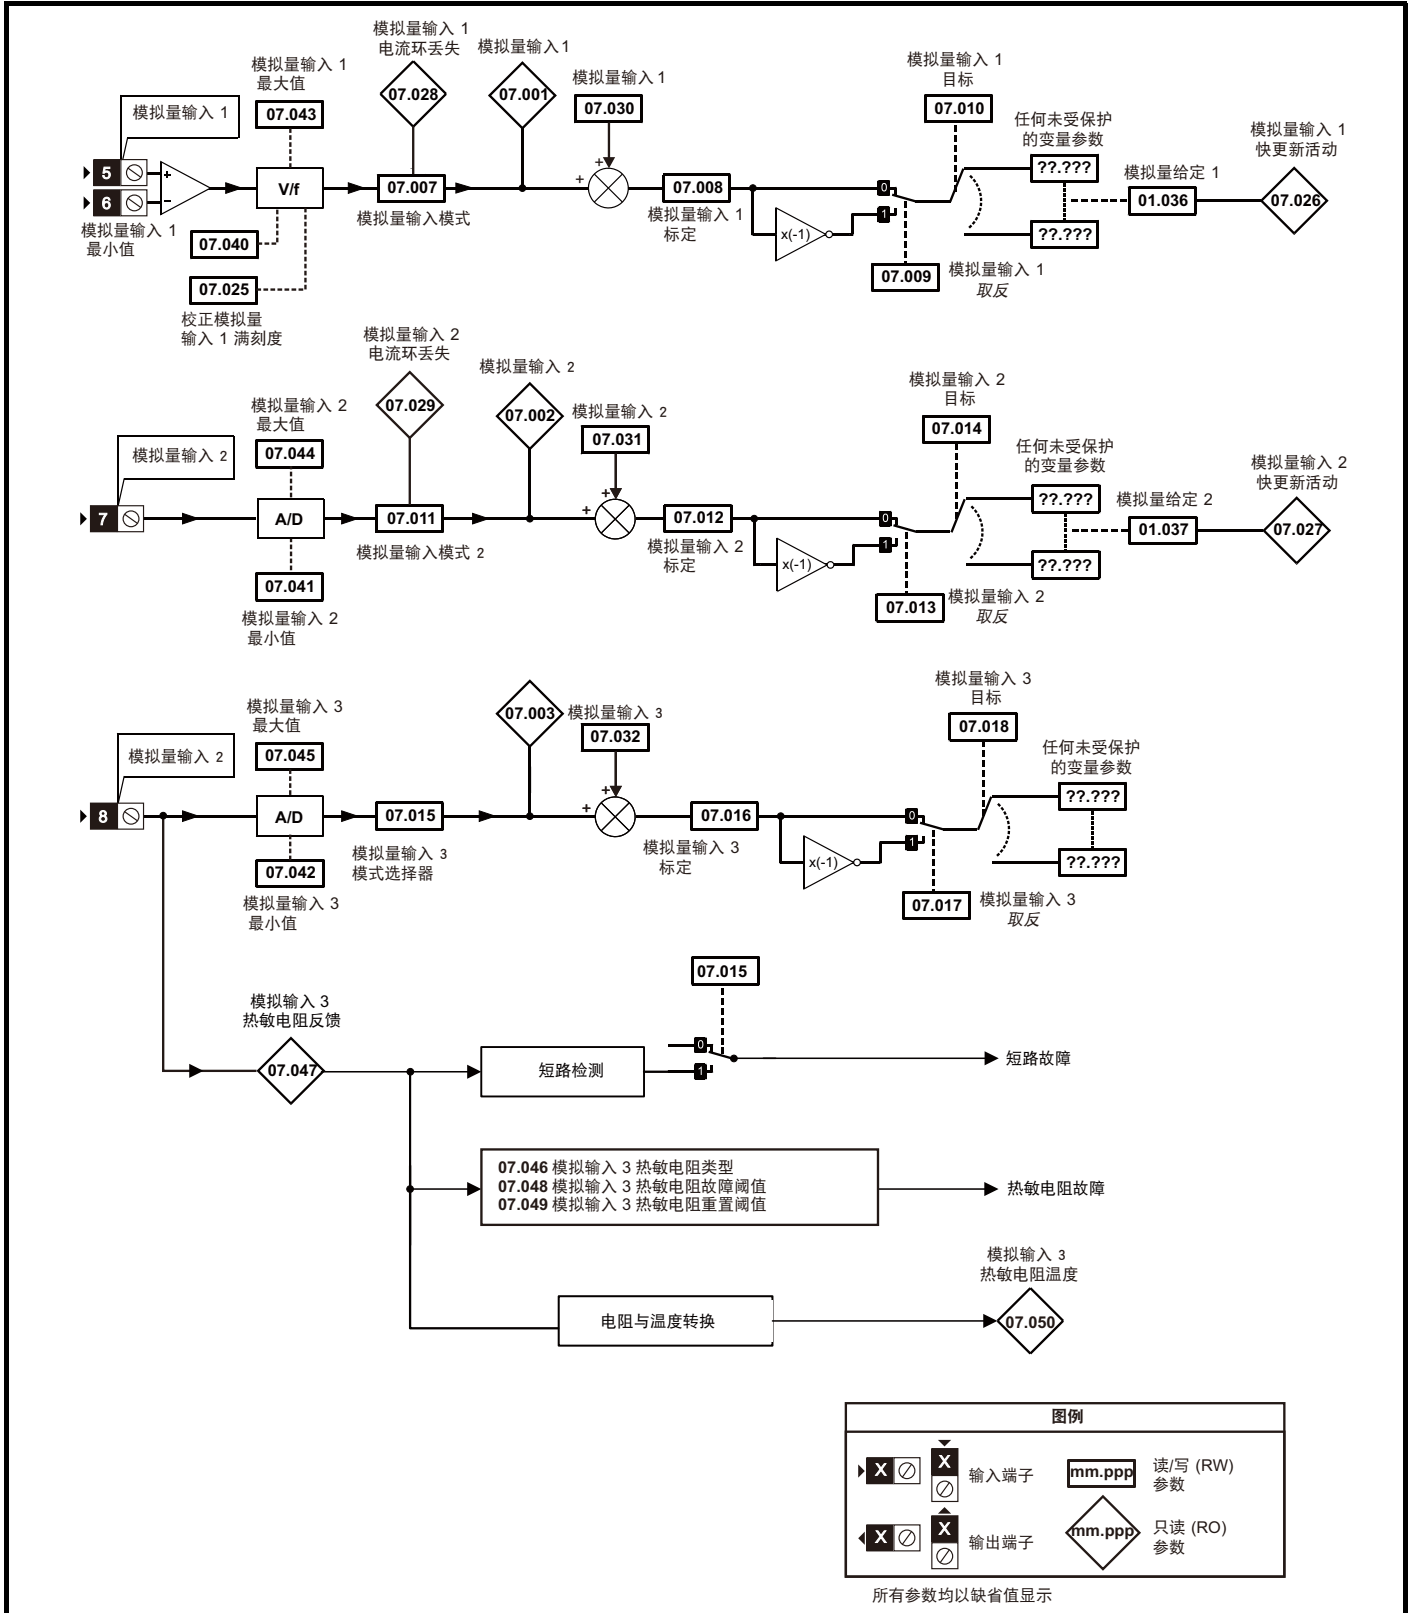 模拟量输入 1
电流环丢失
模拟量输入1
模拟量输入 1
最大值
模拟量输入 1
模拟量输入 1
目标
07.028
07.001
07.030
07.010
任何未受保护
的变量参数
模拟量输入 1
快更新活动
模拟量输入 1
07.043
5
6
+
−
V/f
07.007
模拟量输入模式
+
+
07.008
模拟量输入 1
标定
x(-1)
0
1
??.???
??.???
模拟量给定 1
01.036
07.026
模拟量输入 1
最小值
07.040
07.025
校正模拟量
输入 1 满刻度
07.009
模拟量输入 1
取反
模拟量输入 2
电流环丢失
模拟量输入 2
模拟量输入 2
最大值
模拟量输入 2
模拟量输入 2
目标
07.029
07.002
07.031
07.014
任何未受保护
的变量参数
模拟量输入 2
快更新活动
模拟量输入 2
07.044
7
A/D
07.011
模拟量输入模式 2
+
+
07.012
模拟量输入 2
标定
x(-1)
0
1
??.???
??.???
模拟量给定 2
01.037
07.027
07.041
模拟量输入 2
最小值
07.013
模拟量输入 2
取反
模拟量输入 3
最大值
07.003
模拟量输入 3
07.032
模拟量输入 3
目标
07.018
任何未受保护
的变量参数
模拟量输入 2
07.045
8
A/D
07.015
模拟量输入 3
模式选择器
+
+
07.016
模拟量输入 3
标定
x(-1)
0
1
??.???
??.???
07.042
模拟量输入 3
最小值
07.017
模拟量输入 3
取反
07.015
模拟输入 3
热敏电阻反馈
07.047
短路检测
0
1
短路故障
07.046 模拟输入 3 热敏电阻类型
07.048 模拟输入 3 热敏电阻故障阈值
07.049 模拟输入 3 热敏电阻重置阈值
热敏电阻故障
模拟输入 3
热敏电阻温度
电阻与温度转换
07.050
图例
X
X
输入端子
mm.ppp
读/写 (RW)
参数
X
X
输出端子
mm.ppp
只读 (RO)
参数
所有参数均以缺省值显示